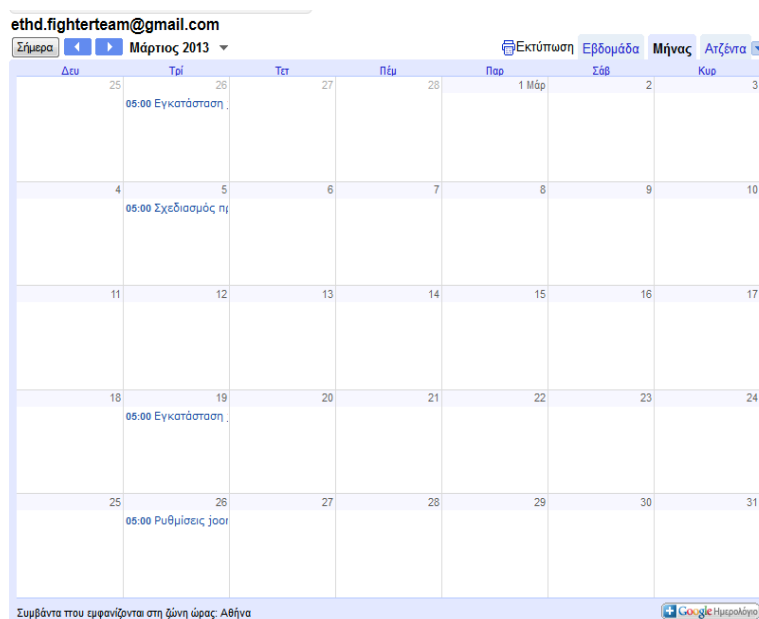 ethd.fighterteam@gmail.com
Σήμερα Μάρτιος 2013 Εκτύπωση Εβδομάδα Μήνας Ατζέντα
Δευ Τρί Τετ Πέμ Παρ Σάβ Κυρ
25 26 27 28 1 Μάρ 2 3
05:00 Εγκατάσταση
4 5 6 7 8 9 10
05:00 Σχεδιασμός πρ
11 12 13 14 15 16 17
18 19 20 21 22 23 24
05:00 Εγκατάσταση
25 26 27 28 29 30 31
05:00 Ρυθμίσεις joor
Συμβάντα που εμφανίζονται στη ζώνη ώρας: Αθήνα
Google Ημερολόγιο